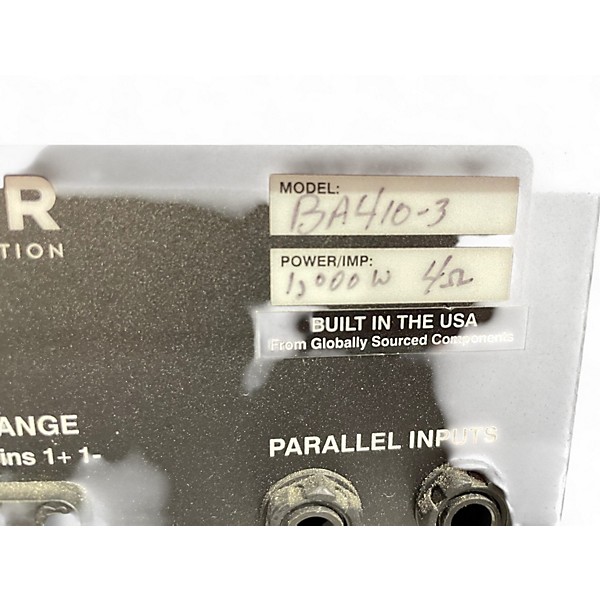 R
MODEL:
BA410-3
TION
POWER/IMP:
1,000W 4Ω
BUILT IN THE USA
From Globally Sourced Components
ANGE
ins 1+ 1-
PARALLEL INPUTS